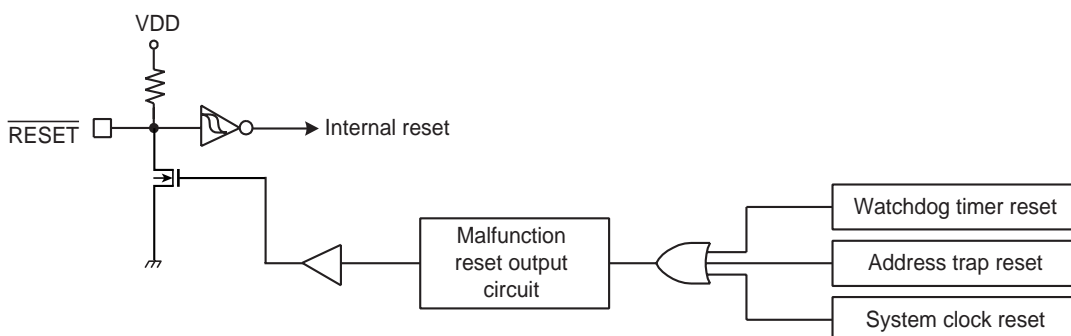 VDD
RESET
Internal reset
Malfunction
reset output
circuit
Watchdog timer reset
Address trap reset
System clock reset